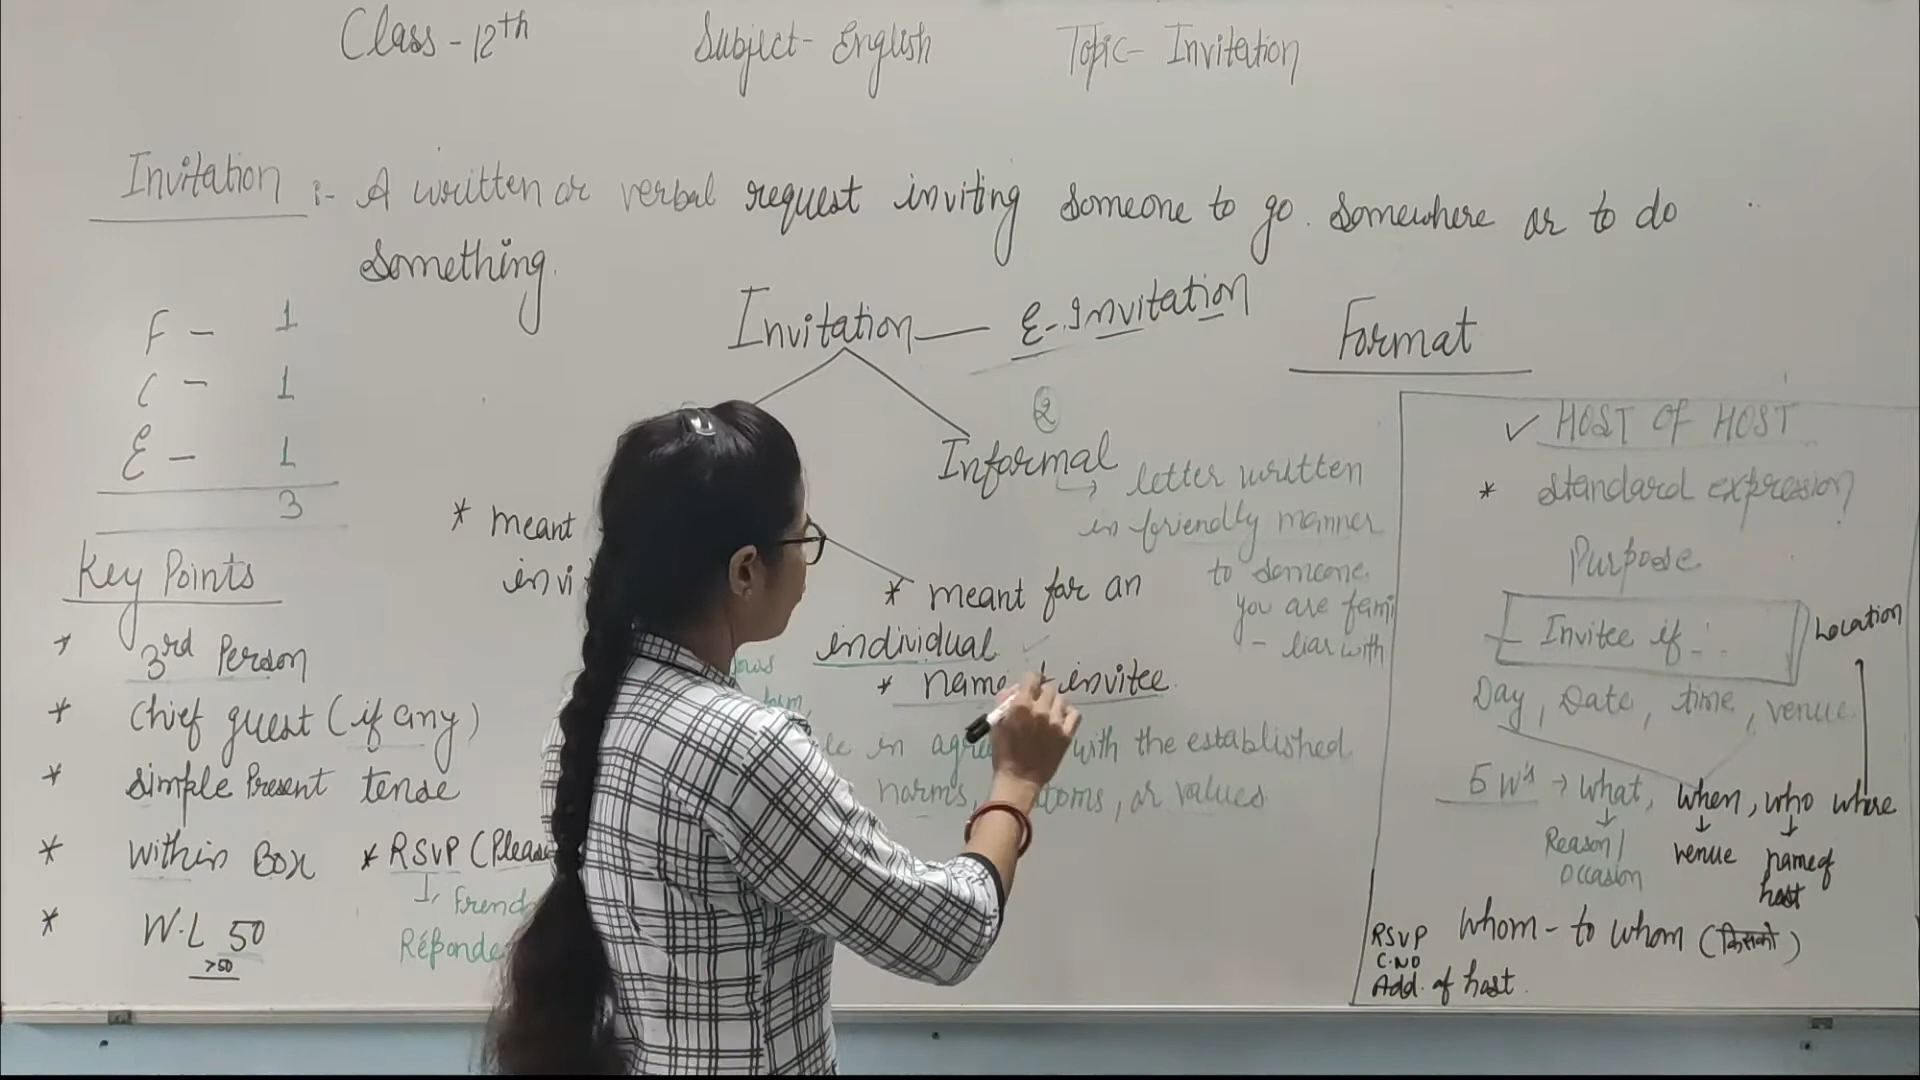 Class - 12th Subject - English Topic - Invitation
Invitation :- A written or verbal request inviting someone to go. somewhere or to do
something.
F - 1
C - 1
E - 1
3
Key Points
* 3rd Person
* Chief guest (if any)
* simple Present tense
* within Box
* W.L 50
>50
* RSVP (Please
French
Réponde
Invitation — E-Invitation
* meant
invi
②
Informal
→ letter written
in friendly manner
to someone
you are fami
- liar with
* meant for an
individual
* name invitee
in with the established
norms, or values
Format
✓ HOST OF HOST
* standard expression
Purpose
Invitee if
Location
Day, Date, time, venue
5 W's → what, when, who where
Reason/
occasion
venue
name of
host
Whom - to whom (किसको)
RSVP
C.NO
Add. of host.